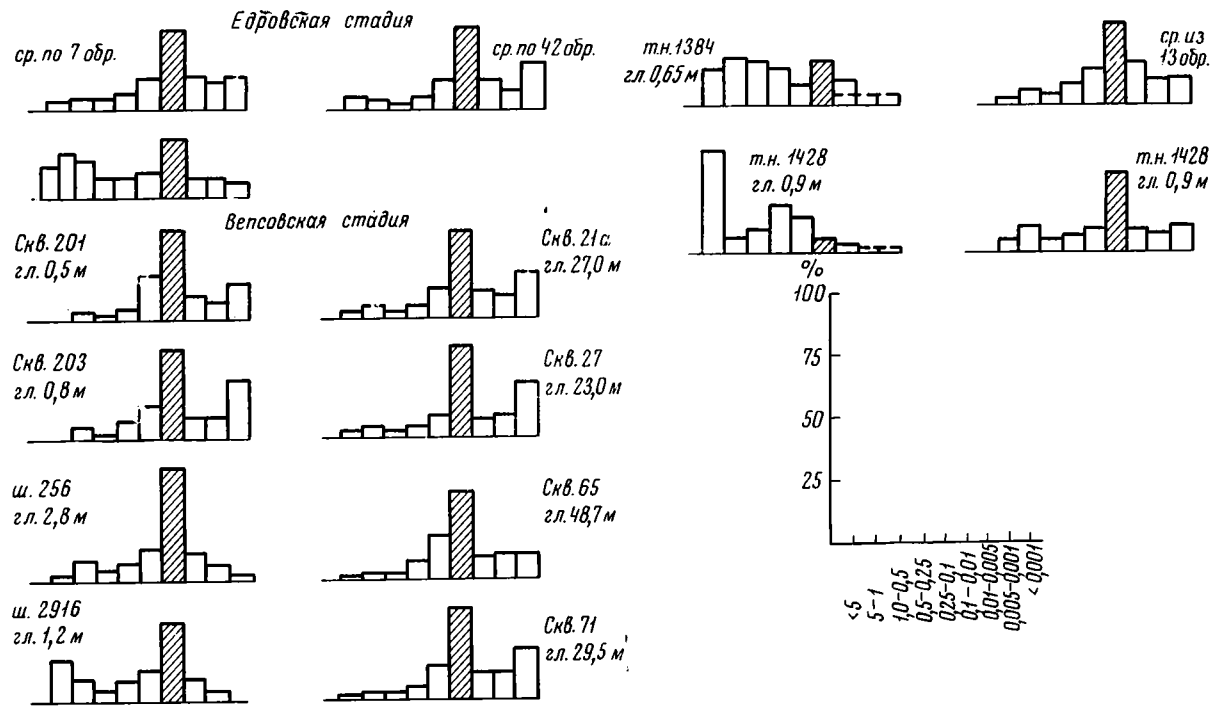 Едровская стадия
ср. по 7 обр.
ср. по 42 обр.
т.н. 1384
гл. 0,65 м
ср. из
13 обр.
т.н. 1428
гл. 0,9 м
т.н. 1428
гл. 0,9 м
Вепсовская стадия
Скв. 201
гл. 0,5 м
Скв. 21а
гл. 27,0 м
Скв. 203
гл. 0,8 м
Скв. 27
гл. 23,0 м
ш. 256
гл. 2,8 м
Скв. 65
гл. 48,7 м
ш. 2916
гл. 1,2 м
Скв. 71
гл. 29,5 м
%
100
75
50
25
<5
5-1
1,0-0,5
0,5-0,25
0,25-0,1
0,1-0,01
0,01-0,005
0,005-0,001
<0,001